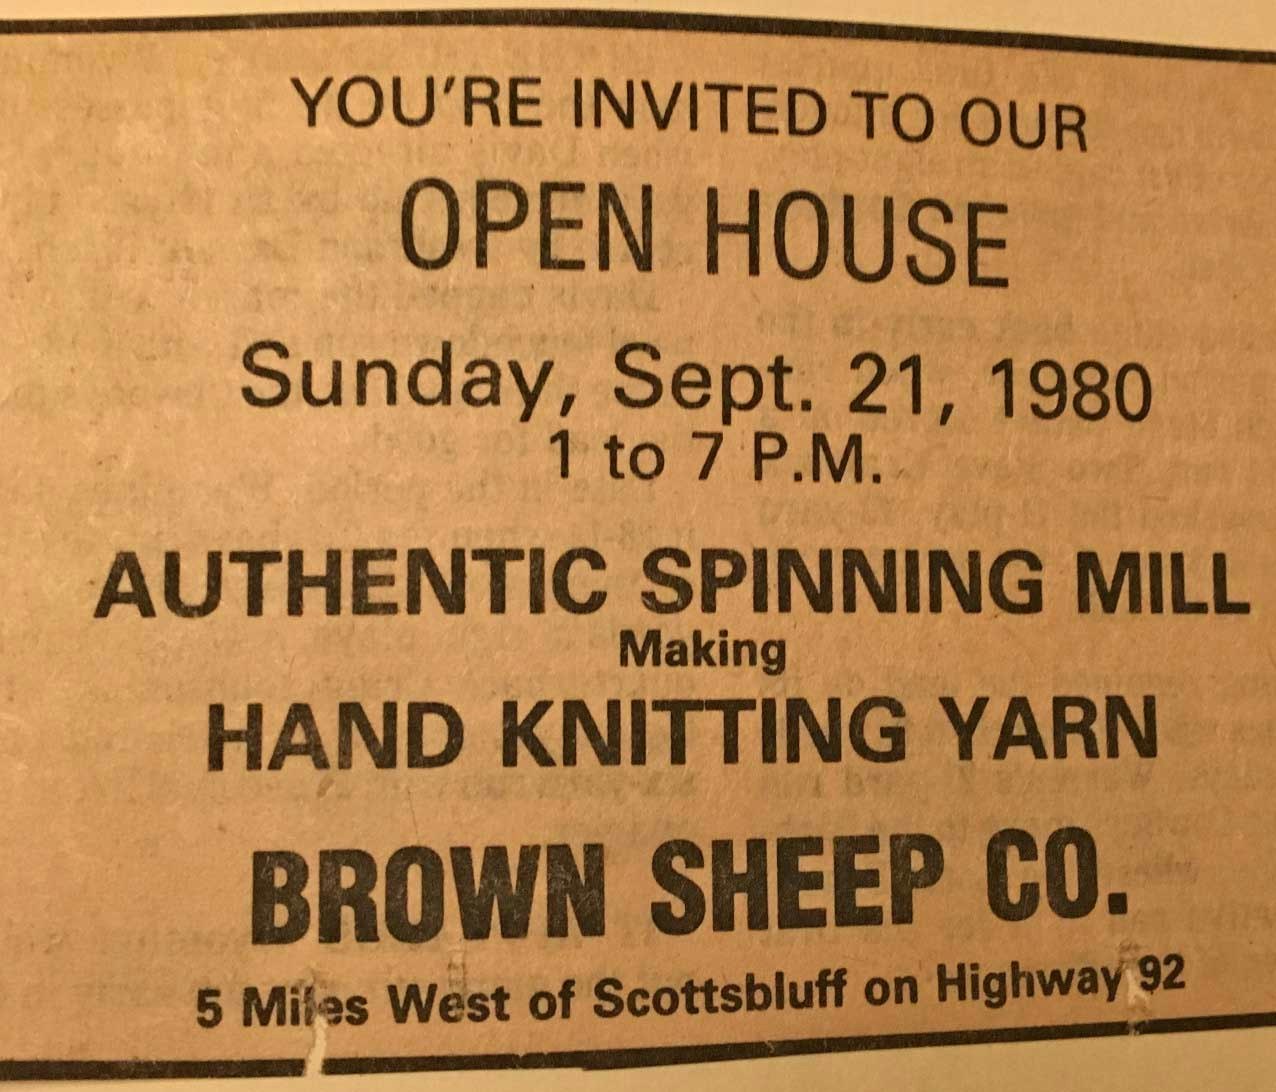 YOU'RE INVITED TO OUR
OPEN HOUSE
Sunday, Sept. 21, 1980
1 to 7 P.M.
AUTHENTIC SPINNING MILL
Making
HAND KNITTING YARN
BROWN SHEEP CO.
5 Miles West of Scottsbluff on Highway 92